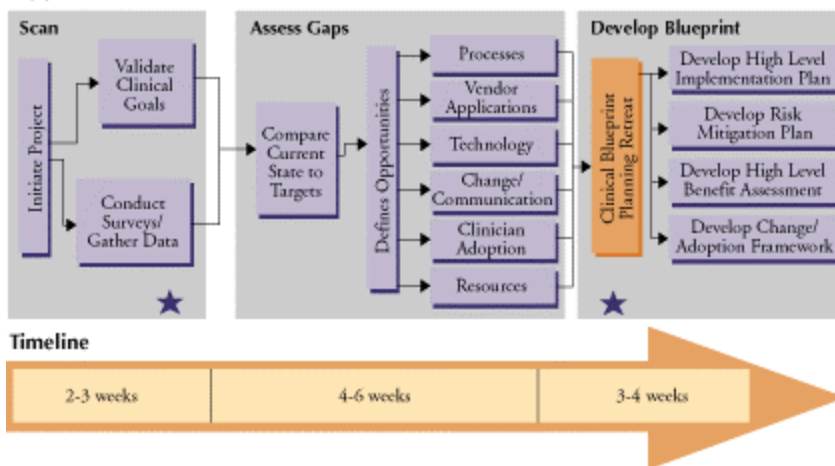 Scan
Initiate Project
Validate
Clinical
Goals
Conduct
Surveys/
Gather Data
Assess Gaps
Compare
Current
State to
Targets
Defines Opportunities
Processes
Vendor
Applications
Technology
Change/
Communication
Clinician
Adoption
Resources
Develop Blueprint
Clinical Blueprint
Planning Retreat
Develop High Level
Implementation Plan
Develop Risk
Mitigation Plan
Develop High Level
Benefit Assessment
Develop Change/
Adoption Framework
Timeline
2-3 weeks
4-6 weeks
3-4 weeks